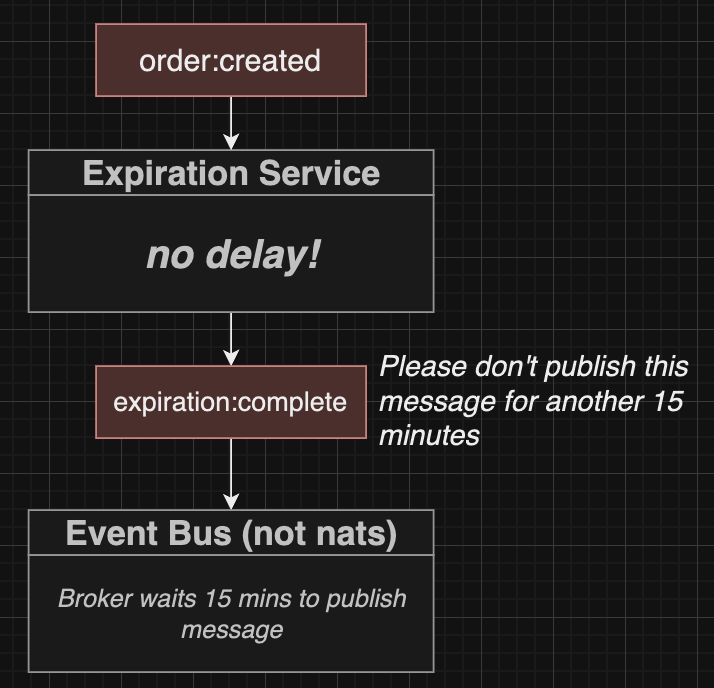 order:created
Expiration Service
no delay!
expiration:complete
Please don't publish this
message for another 15
minutes
Event Bus (not nats)
Broker waits 15 mins to publish
message